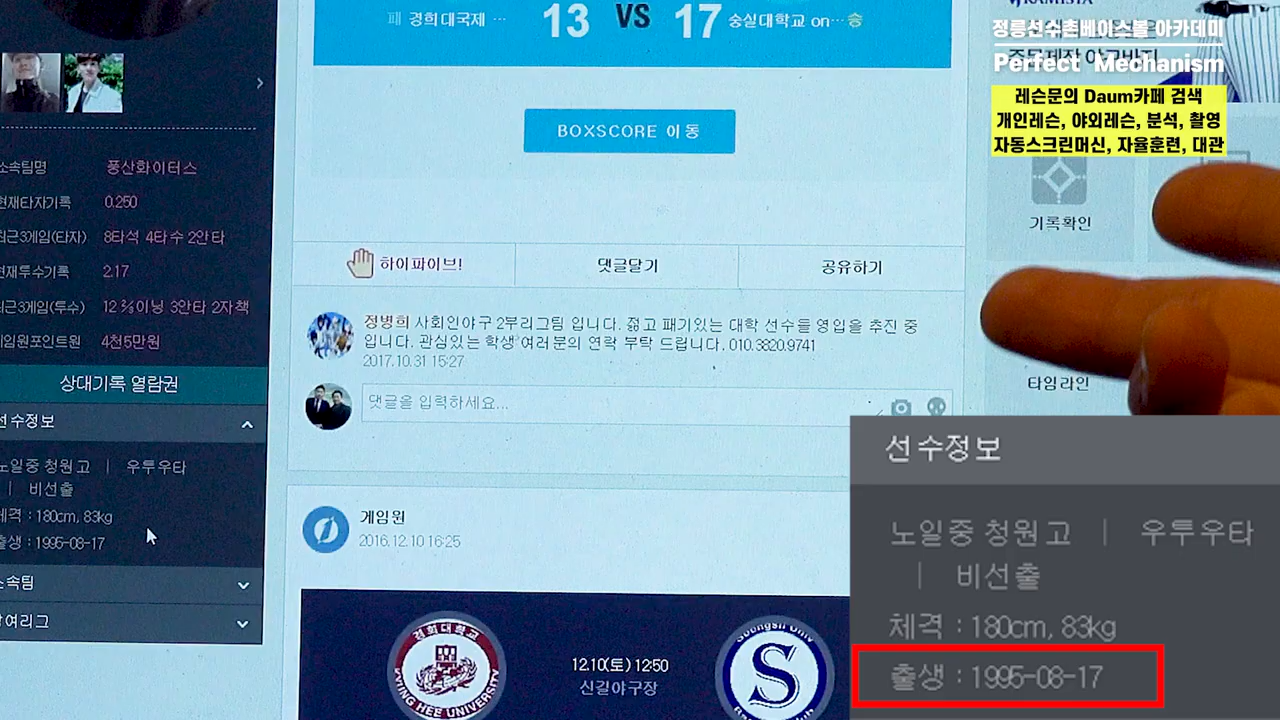 패 경희대국제 ··· 13 VS 17 숭실대학교 on··· 승
BOXSCORE 이동
정릉선수촌베이스볼 아카데미
Perfect Mechanism
레슨문의 Daum카페 검색
개인레슨, 야외레슨, 분석, 촬영
자동스크린머신, 자율훈련, 대관
기록확인
타임라인
소속팀명 풍산화이터스
현재타자기록 0.250
최근3게임(타자) 8타석 4타수 2안타
현재투수기록 2.17
최근3게임(투수) 12 ⅔이닝 3안타 2자책
게임원포인트원 4천5만원
상대기록 열람권
선수정보
노일중 청원고 | 우투우타
| 비선출
체격 : 180cm, 83kg
출생 : 1995-08-17
소속팀
참여리그
하이파이브! 댓글달기 공유하기
정병희 사회인야구 2부리그팀 입니다. 젊고 패기있는 대학 선수들 영입을 추진 중
입니다. 관심있는 학생 여러분의 연락 부탁 드립니다. 010.3820.9741
2017.10.31 15:27
댓글을 입력하세요...
게임원
2016.12.10 16:25
경희대학교
12.10(토) 12:50
신길야구장
S
선수정보
노일중 청원고 | 우투우타
| 비선출
체격 : 180cm, 83kg
출생 : 1995-08-17